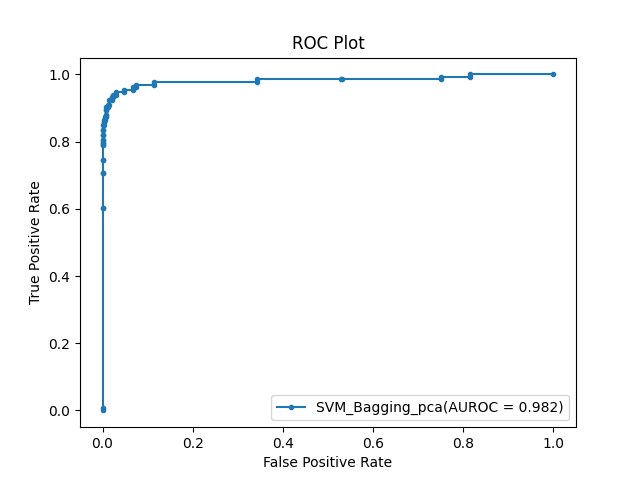 ROC Plot
1.0
0.8
0.6
0.4
0.2
0.0
True Positive Rate
SVM_Bagging_pca(AUROC = 0.982)
0.0 0.2 0.4 0.6 0.8 1.0
False Positive Rate